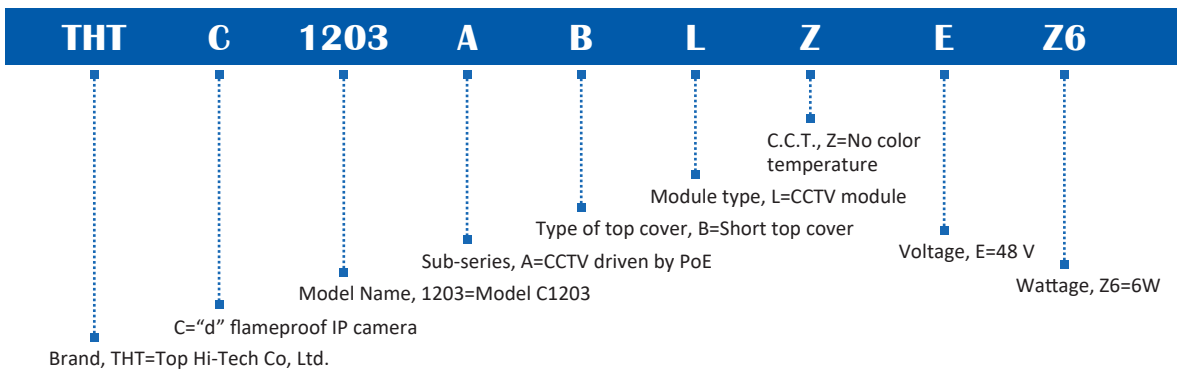 THT C 1203 A B L Z E Z6
C.C.T., Z=No color
temperature
Module type, L=CCTV module
Type of top cover, B=Short top cover
Voltage, E=48 V
Sub-series, A=CCTV driven by PoE
Wattage, Z6=6W
Model Name, 1203=Model C1203
C=“d” flameproof IP camera
Brand, THT=Top Hi-Tech Co, Ltd.